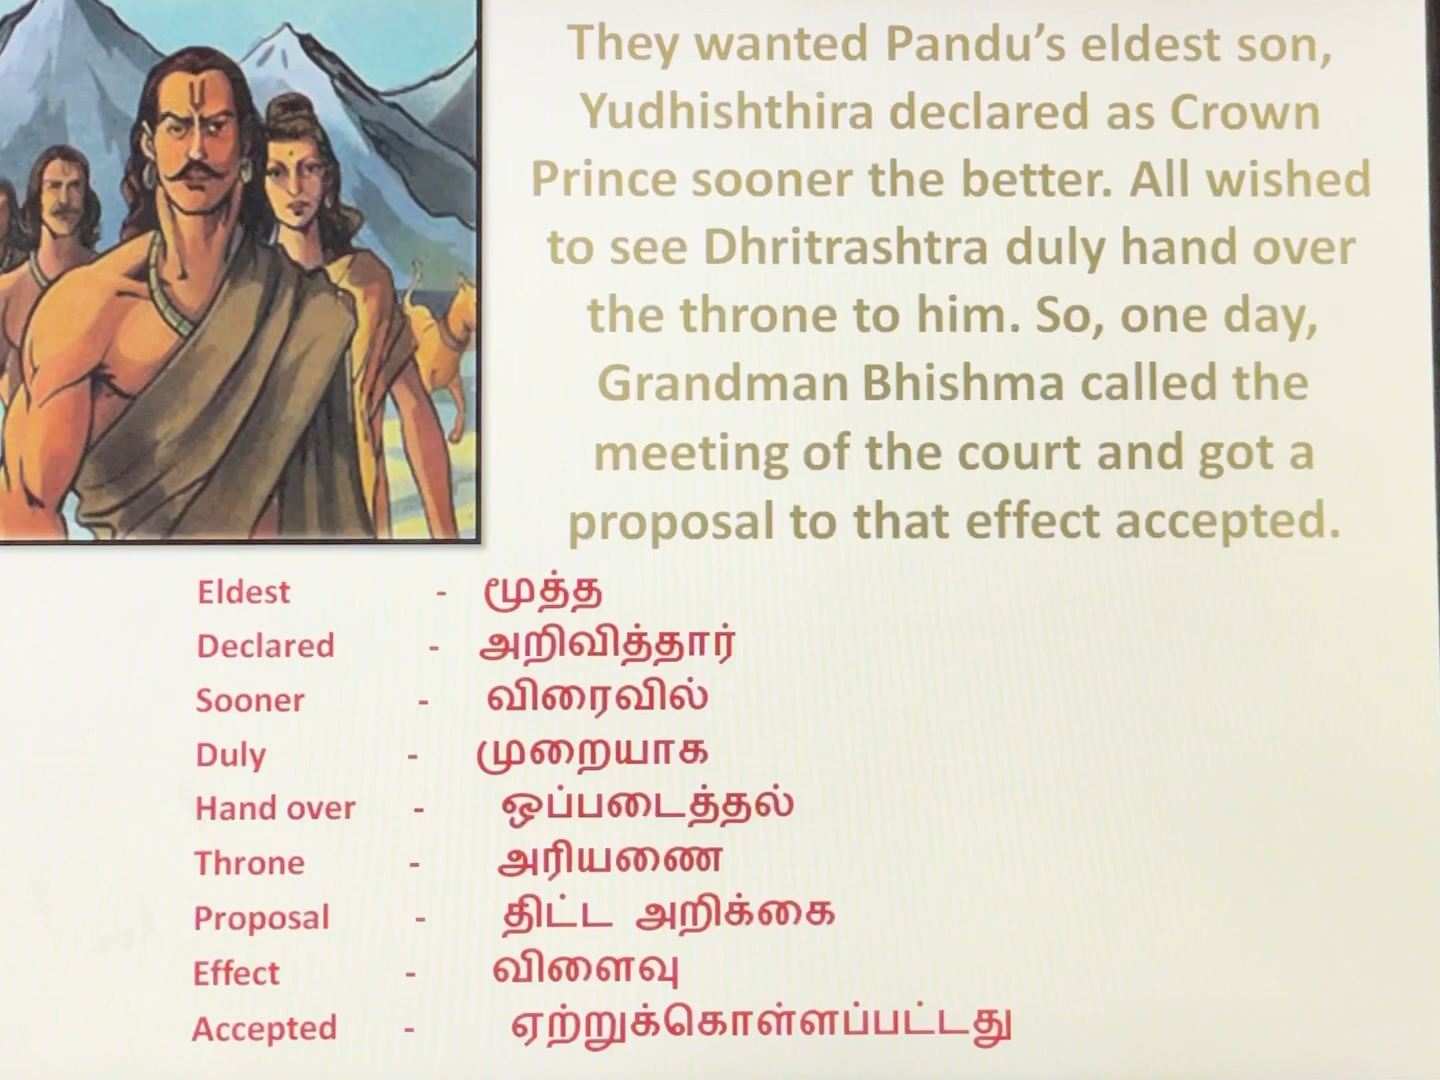 They wanted Pandu’s eldest son,
Yudhishthira declared as Crown
Prince sooner the better. All wished
to see Dhritrashtra duly hand over
the throne to him. So, one day,
Grandman Bhishma called the
meeting of the court and got a
proposal to that effect accepted.
Eldest - மூத்த
Declared - அறிவித்தார்
Sooner - விரைவில்
Duly - முறையாக
Hand over - ஒப்படைத்தல்
Throne - அரியணை
Proposal - திட்ட அறிக்கை
Effect - விளைவு
Accepted - ஏற்றுக்கொள்ளப்பட்டது